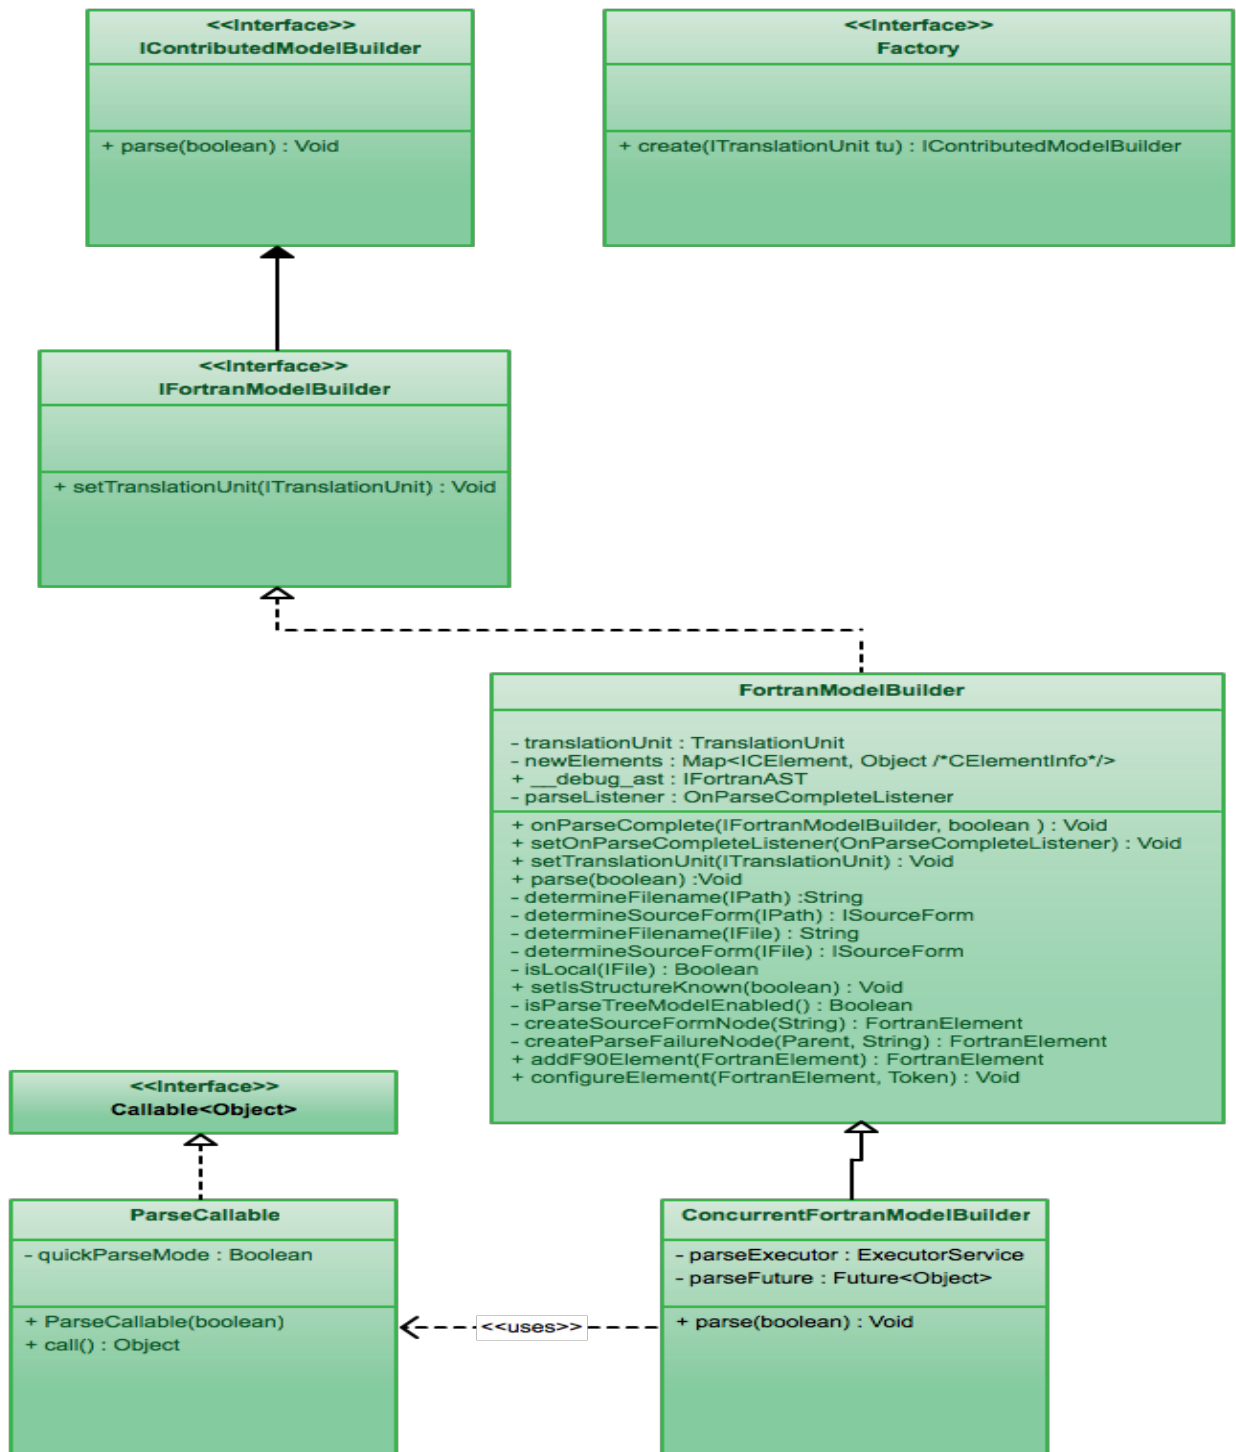 <<Interface>>
IContributedModelBuilder
+ parse(boolean) : Void
<<Interface>>
Factory
+ create(ITranslationUnit tu) : IContributedModelBuilder
<<Interface>>
IFortranModelBuilder
+ setTranslationUnit(ITranslationUnit) : Void
FortranModelBuilder
- translationUnit : TranslationUnit
- newElements : Map<ICElement, Object /*CElementInfo*/>
+ __debug_ast : IFortranAST
- parseListener : OnParseCompleteListener
+ onParseComplete(IFortranModelBuilder, boolean ) : Void
+ setOnParseCompleteListener(OnParseCompleteListener) : Void
+ setTranslationUnit(ITranslationUnit) : Void
+ parse(boolean) :Void
- determineFilename(IPath) :String
- determineSourceForm(IPath) : ISourceForm
- determineFilename(IFile) : String
- determineSourceForm(IFile) : ISourceForm
- isLocal(IFile) : Boolean
+ setIsStructureKnown(boolean) : Void
- isParseTreeModelEnabled() : Boolean
- createSourceFormNode(String) : FortranElement
- createParseFailureNode(Parent, String) : FortranElement
+ addF90Element(FortranElement) : FortranElement
+ configureElement(FortranElement, Token) : Void
<<Interface>>
Callable<Object>
ParseCallable
- quickParseMode : Boolean
+ ParseCallable(boolean)
+ call() : Object
<<uses>>
ConcurrentFortranModelBuilder
- parseExecutor : ExecutorService
- parseFuture : Future<Object>
+ parse(boolean) : Void